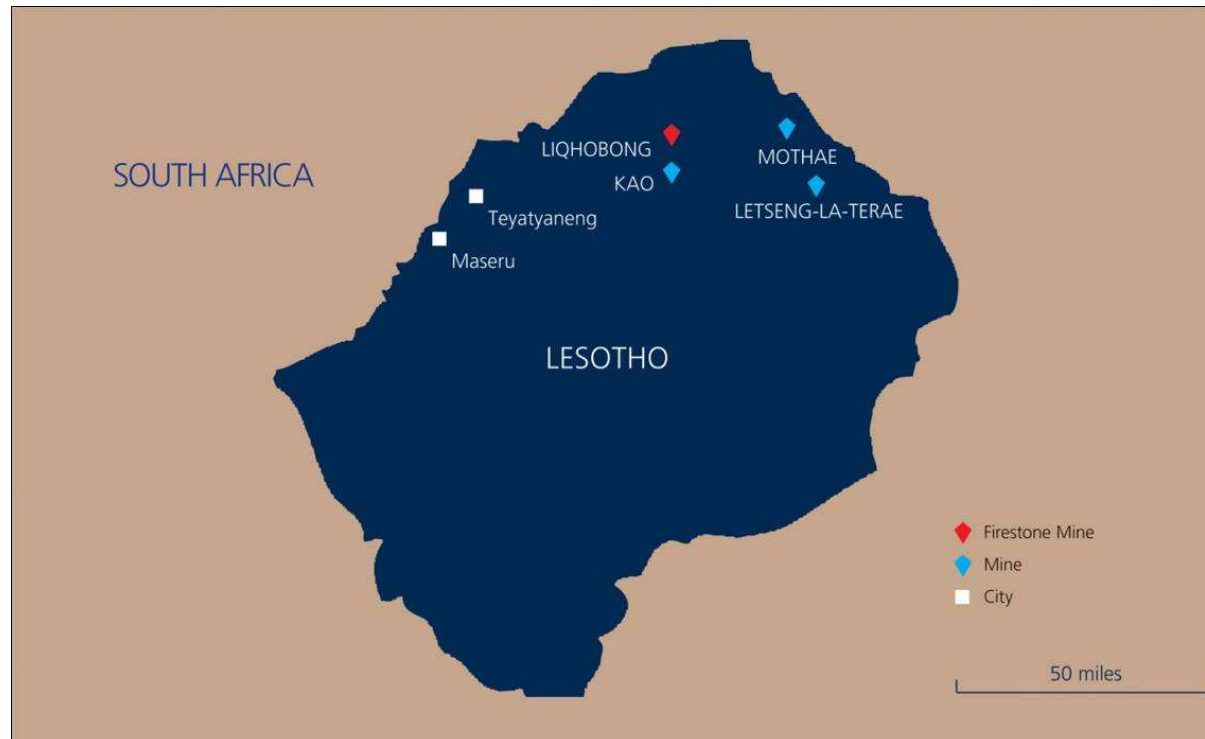 LIQHOBONG
MOTHAE
SOUTH AFRICA
KAO
LETSENG-LA-TERAE
Teyatyaneng
Maseru
LESOTHO
Firestone Mine
Mine
City
50 miles